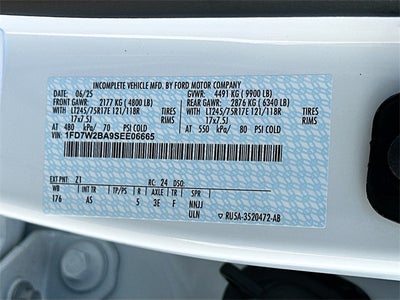 INCOMPLETE VEHICLE MFD. BY FORD MOTOR COMPANY
06/25 GVWR: 4491 KG ( 9900 LB)
FRONT GAWR: 2177 KG ( 4800 LB) REAR GAWR: 2876 KG ( 6340 LB)
LT245/75R17E 121/118R TIRES LT245/75R17E 121/118R TIRES
17x7.5J RIMS 17x7.5J RIMS
AT 480 kPa/ 70 PSI COLD AT 550 kPa/ 80 PSI COLD
VIN: 1FD7W2BA9SEE06665
EXT PNT: Z1 RC: 24 DSO:
WB INT TR TP/PS R AXLE TR SPR
176 AS 5 3E F NNJJ
ULN ▼ RUSA-3520472-AB